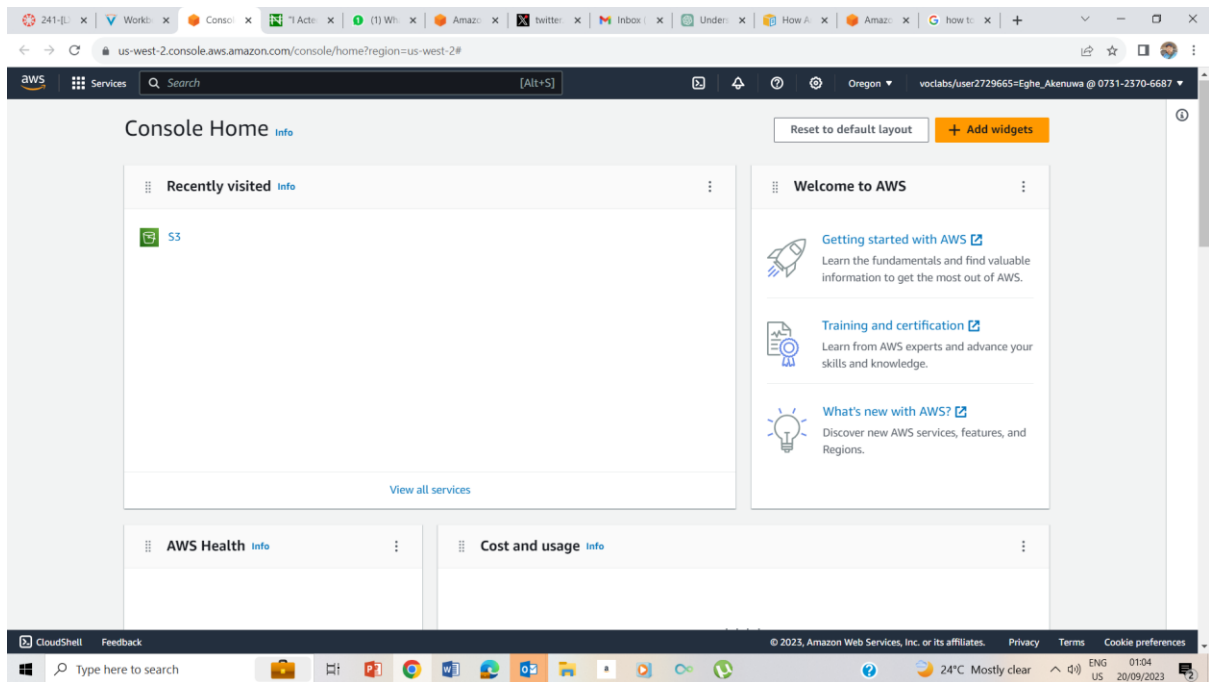 241-[L
Workb
Consol
"I Acte
(1) Wh
Amazo
twitter.
Inbox (
Unders
How A
Amazo
how to
us-west-2.console.aws.amazon.com/console/home?region=us-west-2#
aws
Services
Search
[Alt+S]
Oregon
voclabs/user2729665=Eghe_Akenuwa @ 0731-2370-6687
Console Home Info
Reset to default layout
+ Add widgets
Recently visited Info
S3
View all services
Welcome to AWS
Getting started with AWS
Learn the fundamentals and find valuable
information to get the most out of AWS.
Training and certification
Learn from AWS experts and advance your
skills and knowledge.
What's new with AWS?
Discover new AWS services, features, and
Regions.
AWS Health Info
Cost and usage Info
CloudShell
Feedback
© 2023, Amazon Web Services, Inc. or its affiliates.
Privacy
Terms
Cookie preferences
Type here to search
24°C Mostly clear
ENG
US
01:04
20/09/2023
2